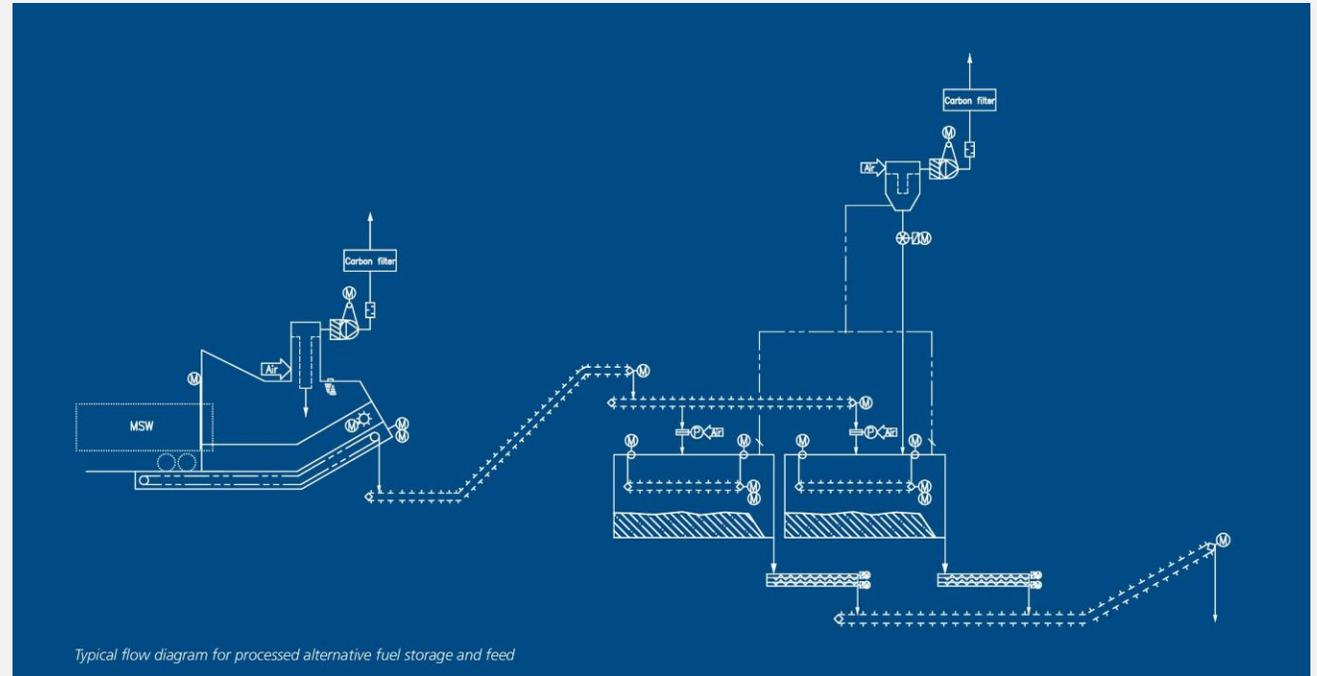 Carbon filter
M
Air
M
Carbon filter
M
Air
M
M
MSW
M
M
M
M
M
P Air
P Air
M
M
M
M
M
M
M
M
M
Typical flow diagram for processed alternative fuel storage and feed